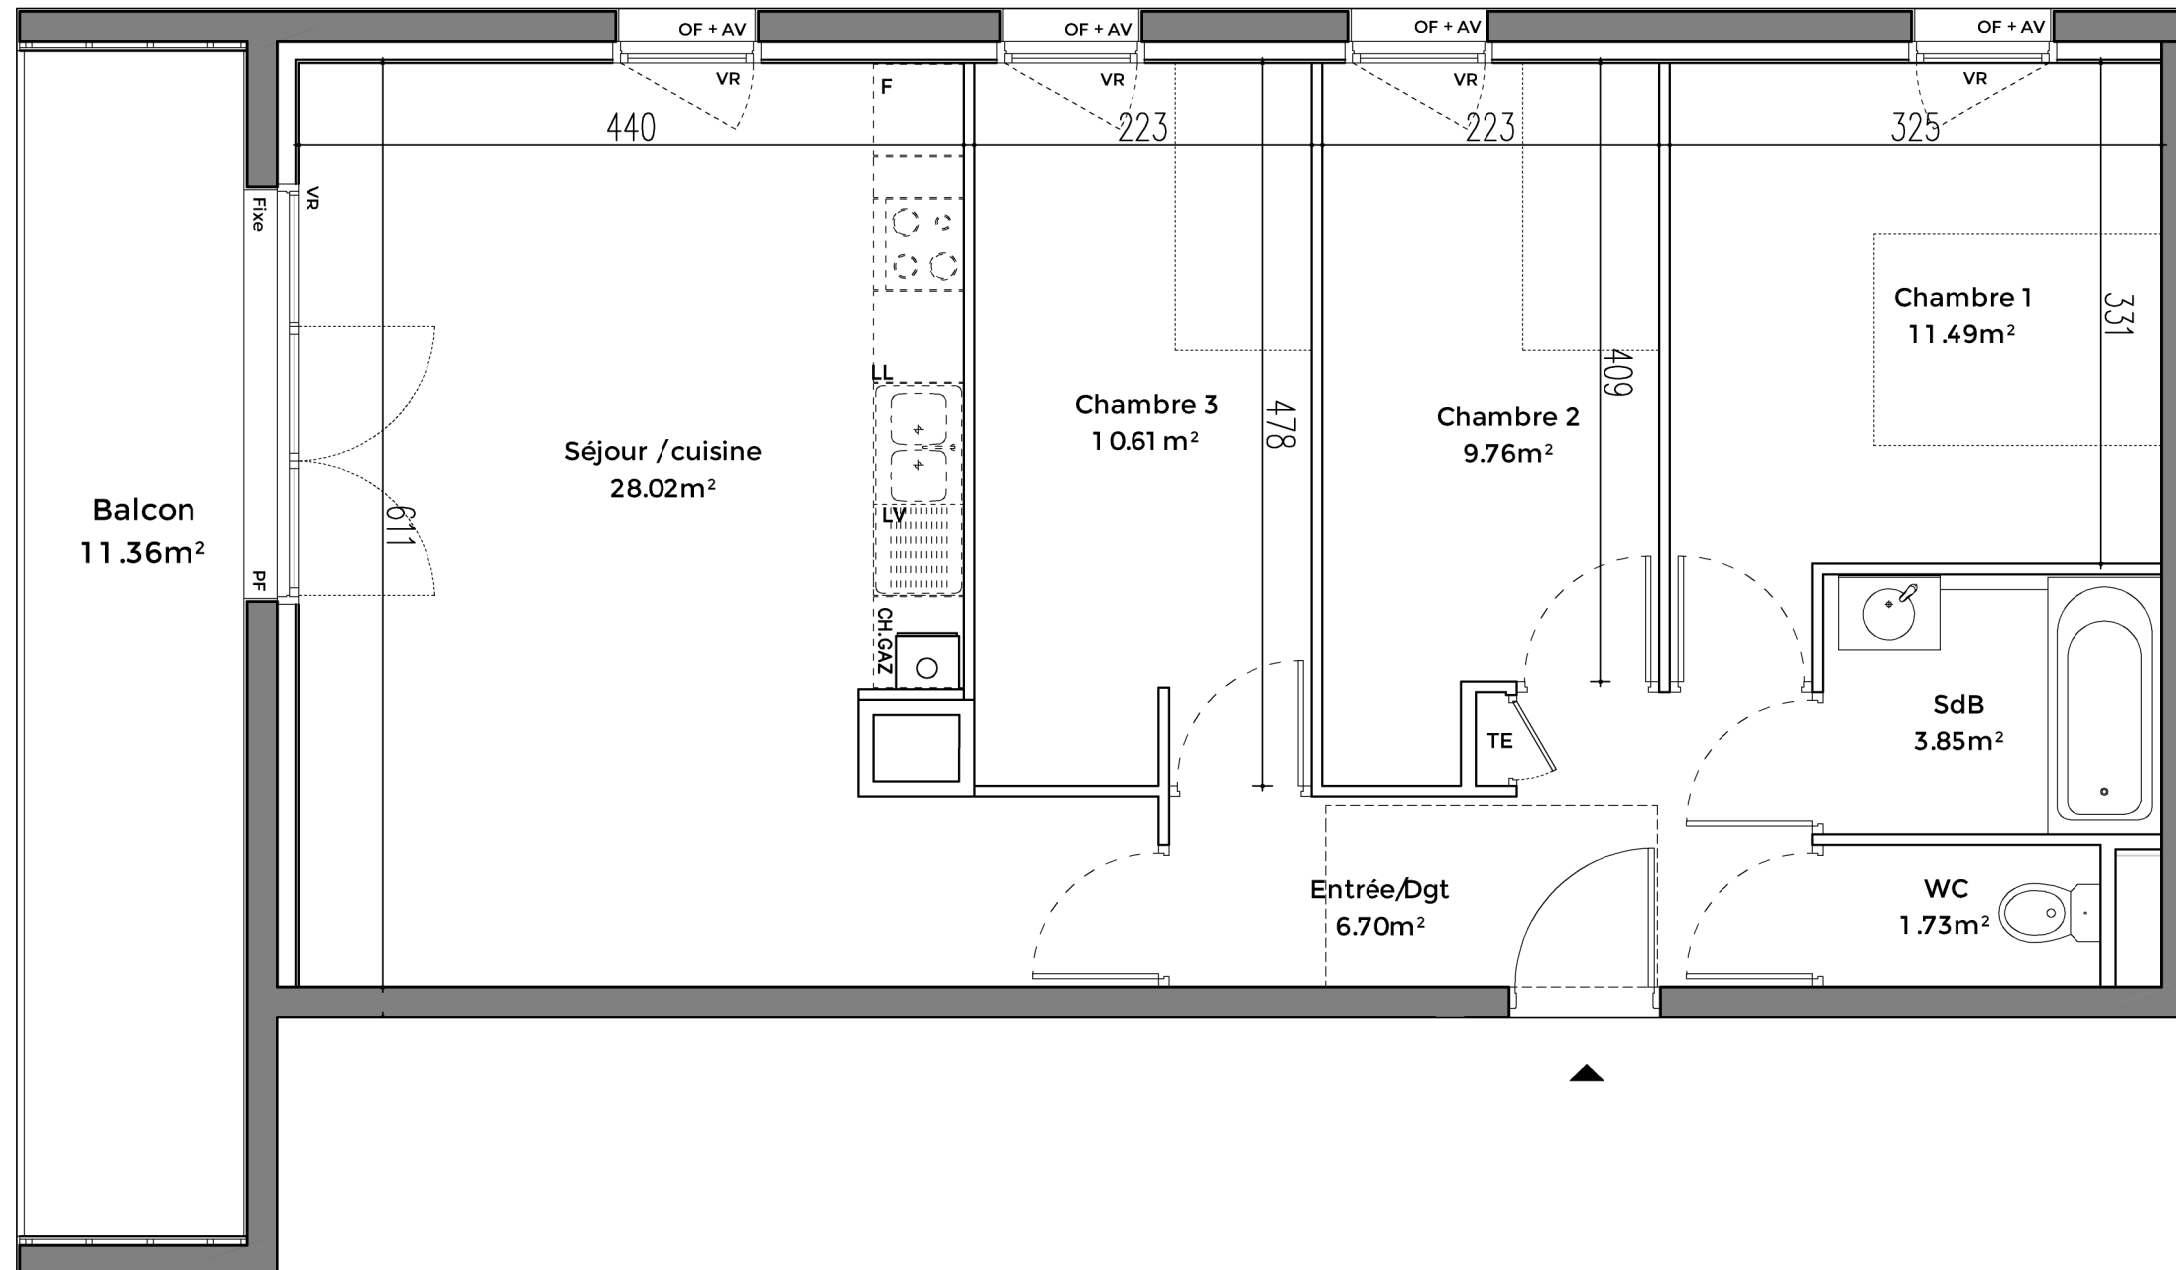 OF + AV
OF + AV
OF + AV
OF + AV
VR
VR
VR
VR
F
440
223
223
325
VR
Fixe
Chambre 1
11.49m²
331
LL
409
Chambre 3
10.61 m²
478
Chambre 2
9.76m²
Séjour / cuisine
28.02m²
Balcon
11.36m²
611
LV
PF
CH.GAZ
SdB
3.85m²
TE
Entrée/Dgt
6.70m²
WC
1.73m²